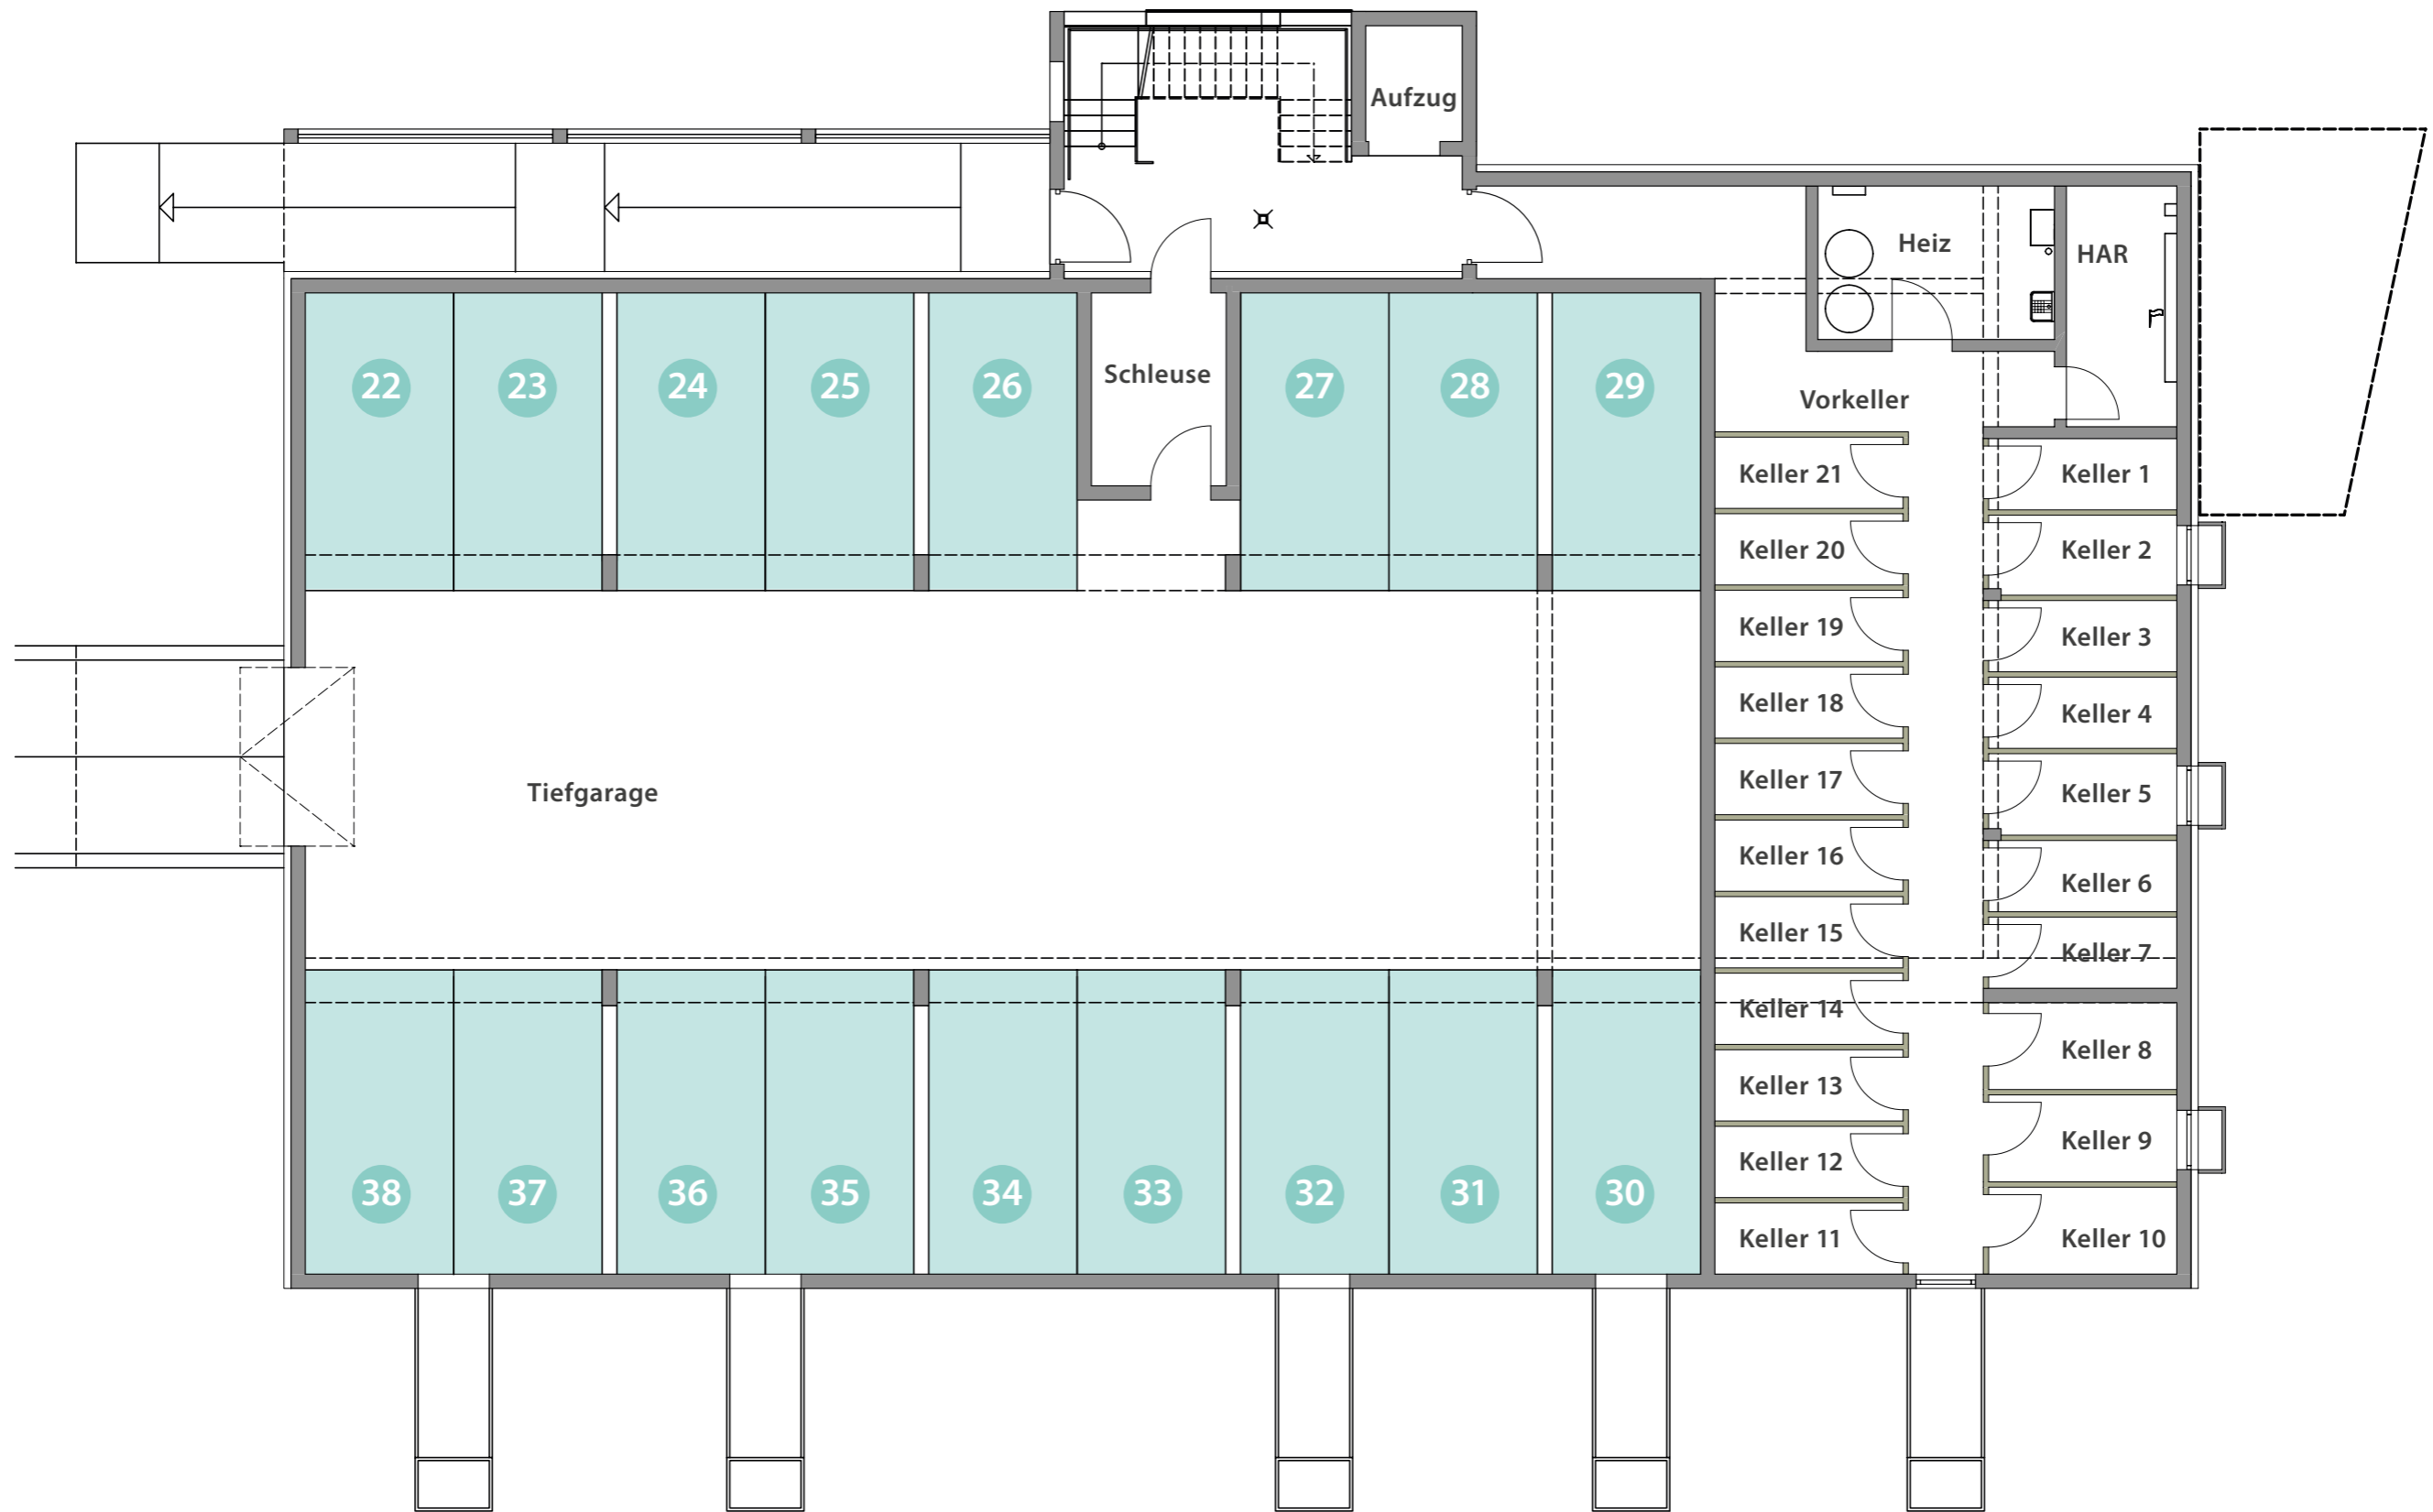 Aufzug
Heiz
HAR
22
23
24
25
26
Schleuse
27
28
29
Vorkeller
Keller 21
Keller 1
Keller 20
Keller 2
Keller 19
Keller 3
Keller 18
Keller 4
Tiefgarage
Keller 17
Keller 5
Keller 16
Keller 6
Keller 15
Keller 7
Keller 14
Keller 8
Keller 13
Keller 9
Keller 12
38
37
36
35
34
33
32
31
30
Keller 11
Keller 10